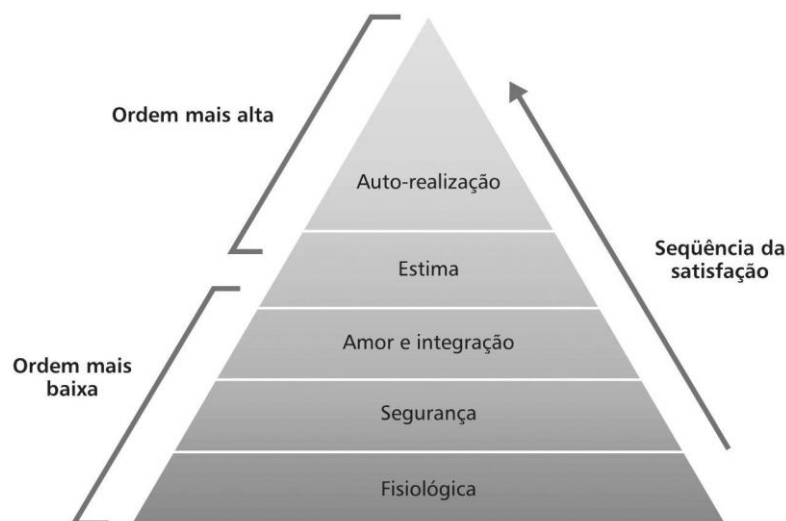 Ordem mais alta
Auto-realização
Estima
Seqüência da
satisfação
Amor e integração
Ordem mais
baixa
Segurança
Fisiológica